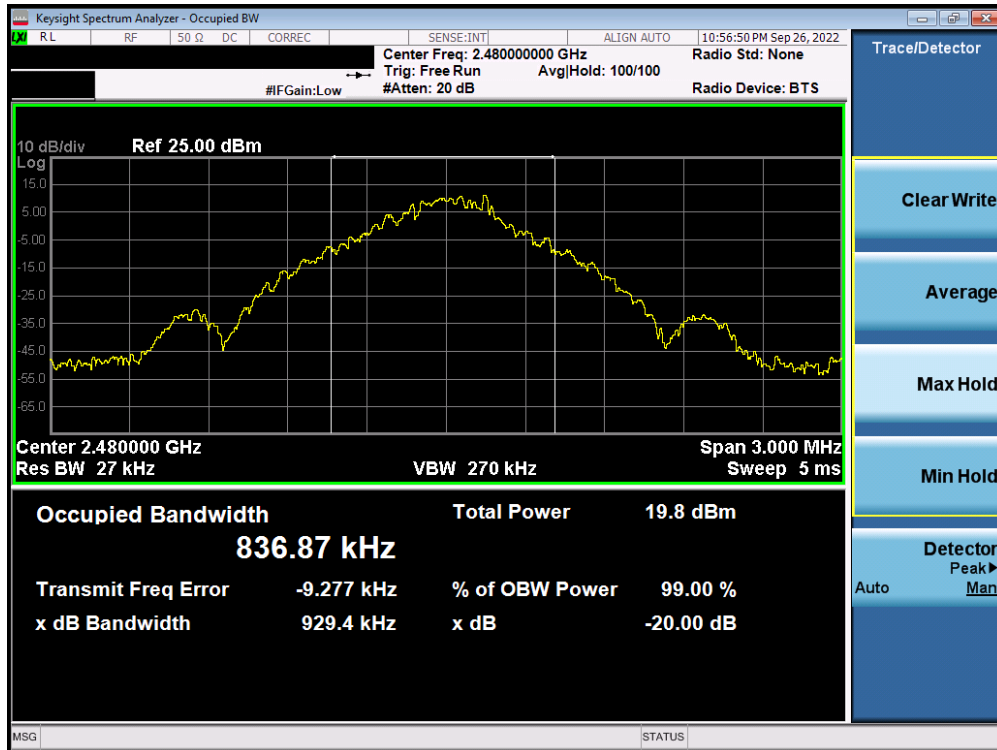 Keysight Spectrum Analyzer - Occupied BW
LXI RL RF 50 Ω DC CORREC SENSE:INT ALIGN AUTO 10:56:50 PM Sep 26, 2022
Center Freq: 2.480000000 GHz Radio Std: None
Trig: Free Run Avg|Hold: 100/100
#IFGain:Low #Atten: 20 dB Radio Device: BTS
Trace/Detector
10 dB/div Ref 25.00 dBm
Log
15.0
5.00
-5.00
-15.0
-25.0
-35.0
-45.0
-55.0
-65.0
Center 2.480000 GHz Span 3.000 MHz
Res BW 27 kHz VBW 270 kHz Sweep 5 ms
Occupied Bandwidth Total Power 19.8 dBm
836.87 kHz
Transmit Freq Error -9.277 kHz % of OBW Power 99.00 %
x dB Bandwidth 929.4 kHz x dB -20.00 dB
Clear Write
Average
Max Hold
Min Hold
Detector
Peak▶
Auto Man
MSG STATUS